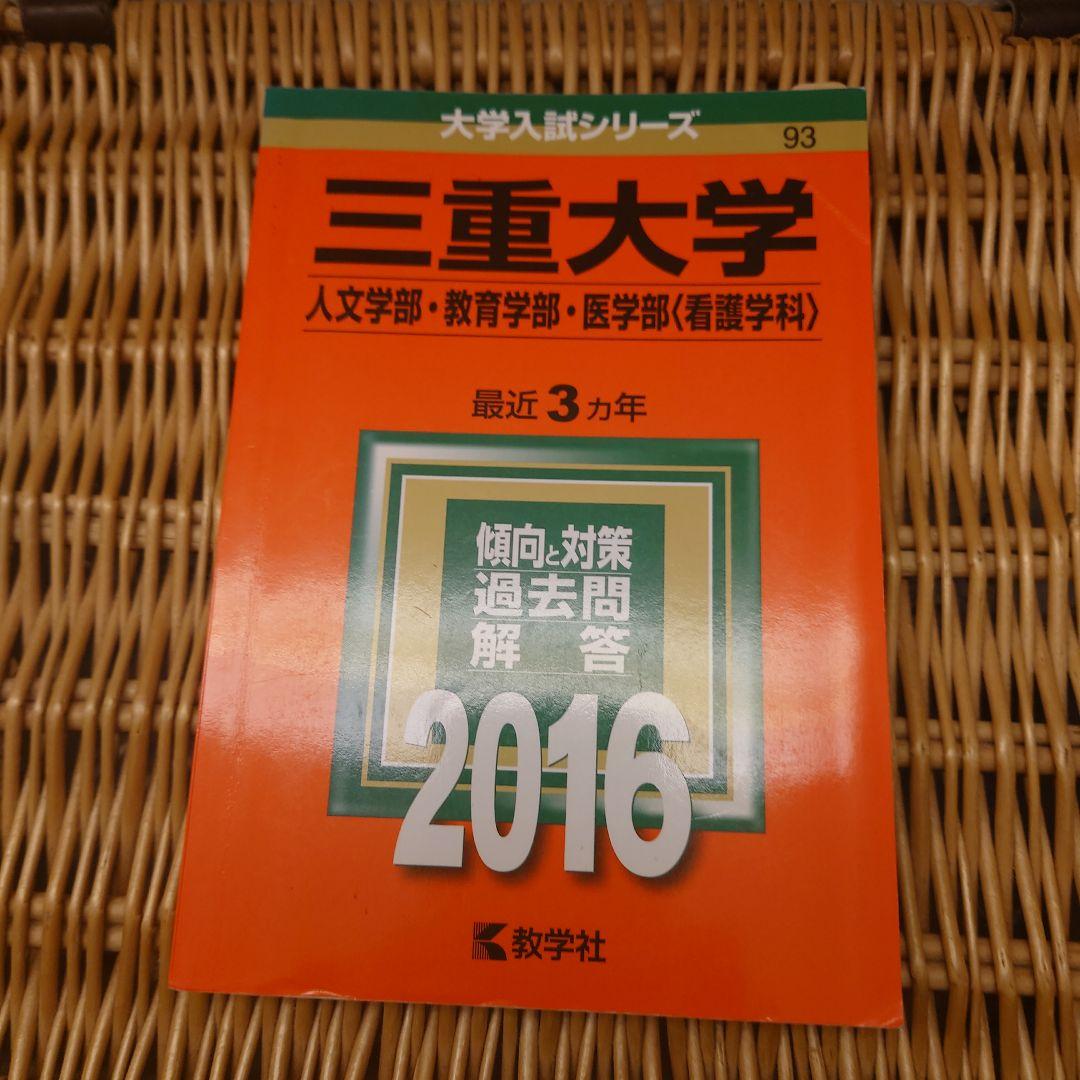 大学入試シリーズ
93
三重大学
人文学部・教育学部・医学部〈看護学科〉
最近3カ年
傾向と対策
過去問
解答
2016
教学社